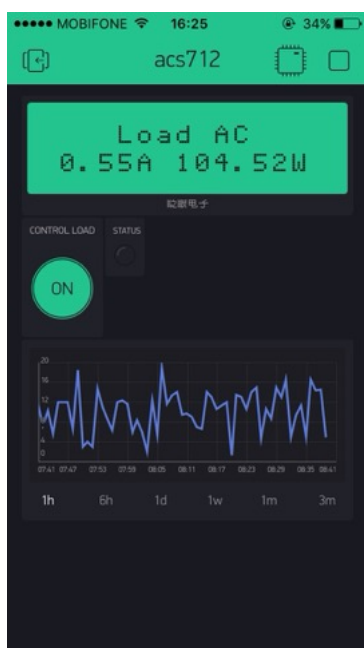 MOBIFONE 16:25 34%
acs712
Load AC
0.55A 104.52W
CONTROL LOAD STATUS
ON
20
16
12
4
0
07:41 07:47 07:53 07:59 08:05 08:11 08:17 08:23 08:29 08:35 08:41
1h 6h 1d 1w 1m 3m